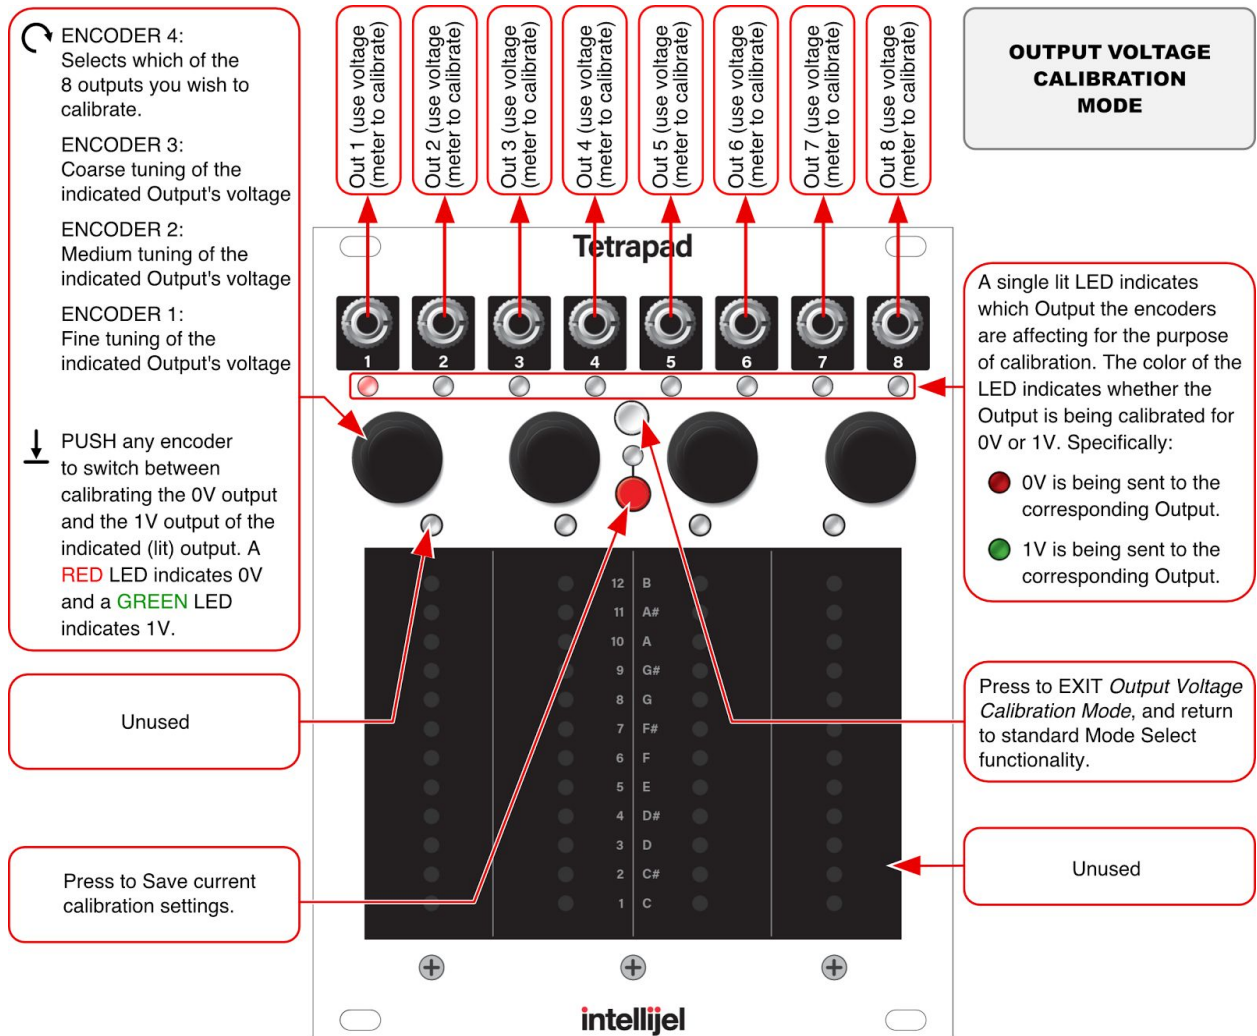 ENCODER 4:
Selects which of the
8 outputs you wish to
calibrate.
ENCODER 3:
Coarse tuning of the
indicated Output's voltage
ENCODER 2:
Medium tuning of the
indicated Output's voltage
ENCODER 1:
Fine tuning of the
indicated Output's voltage
PUSH any encoder
to switch between
calibrating the 0V output
and the 1V output of the
indicated (lit) output. A
RED LED indicates 0V
and a GREEN LED
indicates 1V.
Unused
Press to Save current
calibration settings.
Out 1 (use voltage
(meter to calibrate)
Out 2 (use voltage
(meter to calibrate)
Out 3 (use voltage
(meter to calibrate)
Out 4 (use voltage
(meter to calibrate)
Out 5 (use voltage
(meter to calibrate)
Out 6 (use voltage
(meter to calibrate)
Out 7 (use voltage
(meter to calibrate)
Out 8 (use voltage
(meter to calibrate)
Tetrapad
1 2 3 4 5 6 7 8
12 B
11 A#
10 A
9 G#
8 G
7 F#
6 F
5 E
4 D#
3 D
2 C#
1 C
intellijel
OUTPUT VOLTAGE
CALIBRATION
MODE
A single lit LED indicates
which Output the encoders
are affecting for the purpose
of calibration. The color of the
LED indicates whether the
Output is being calibrated for
0V or 1V. Specifically:
0V is being sent to the
corresponding Output.
1V is being sent to the
corresponding Output.
Press to EXIT Output Voltage
Calibration Mode, and return
to standard Mode Select
functionality.
Unused